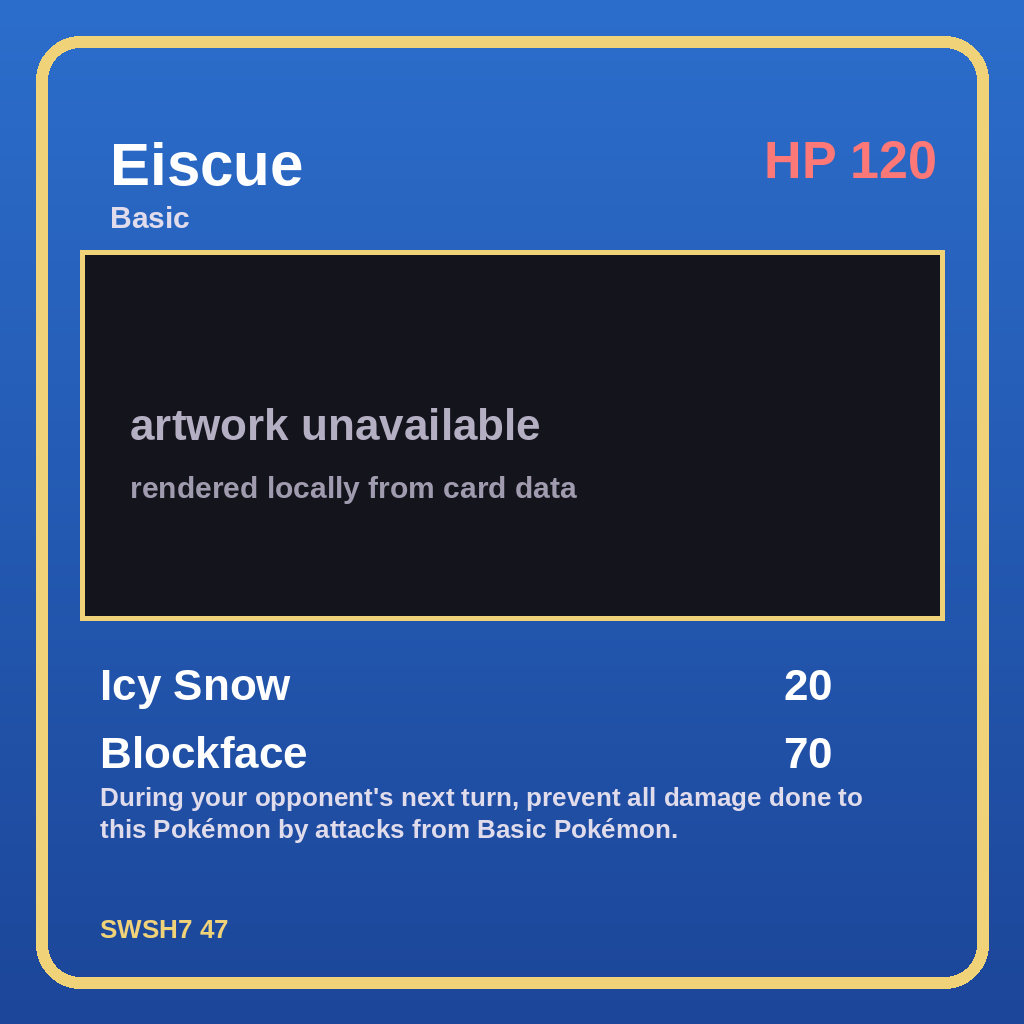 Eiscue
HP 120
Basic
artwork unavailable
rendered locally from card data
Icy Snow 20
Blockface 70
During your opponent's next turn, prevent all damage done to
this Pokémon by attacks from Basic Pokémon.
SWSH7 47